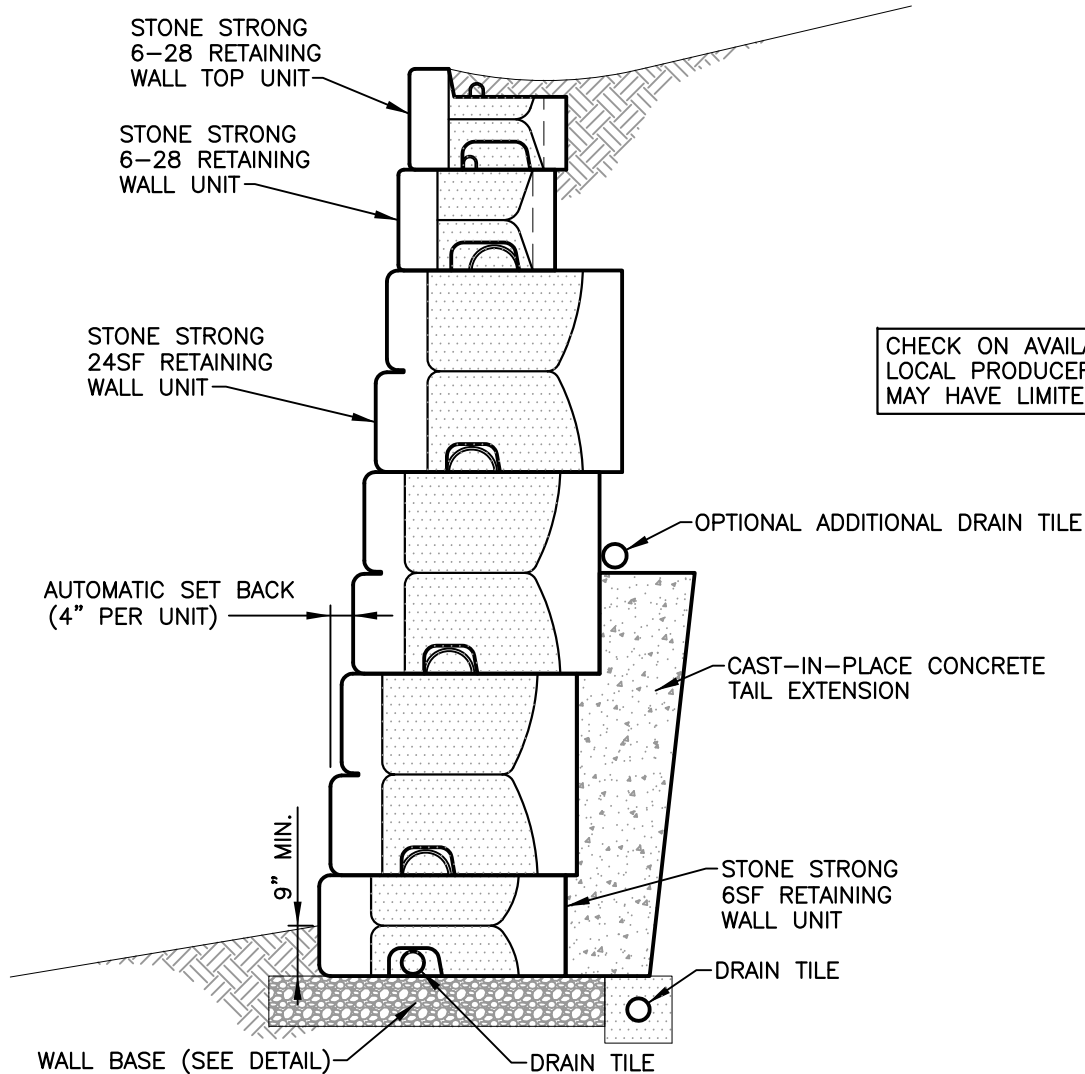 STONE STRONG
6–28 RETAINING
WALL TOP UNIT
STONE STRONG
6–28 RETAINING
WALL UNIT
STONE STRONG
24SF RETAINING
WALL UNIT
CHECK ON
LOCAL
MAY HAVE
OPTIONAL ADDITIONAL DRAIN TILE
AUTOMATIC SET BACK
(4” PER UNIT)
CAST–IN–PLACE CONCRETE
TAIL EXTENSION
9” MIN.
STONE STRONG
6SF RETAINING
WALL UNIT
DRAIN TILE
WALL BASE (SEE DETAIL)
DRAIN TILE